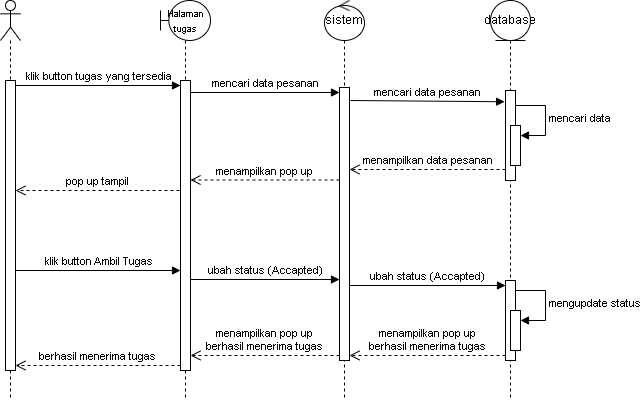 Halaman
tugas
sistem
database
klik button tugas yang tersedia
mencari data pesanan
mencari data pesanan
mencari data
menampilkan data pesanan
menampilkan pop up
pop up tampil
klik button Ambil Tugas
ubah status (Accapted)
ubah status (Accapted)
mengupdate status
menampilkan pop up
berhasil menerima tugas
menampilkan pop up
berhasil menerima tugas
berhasil menerima tugas